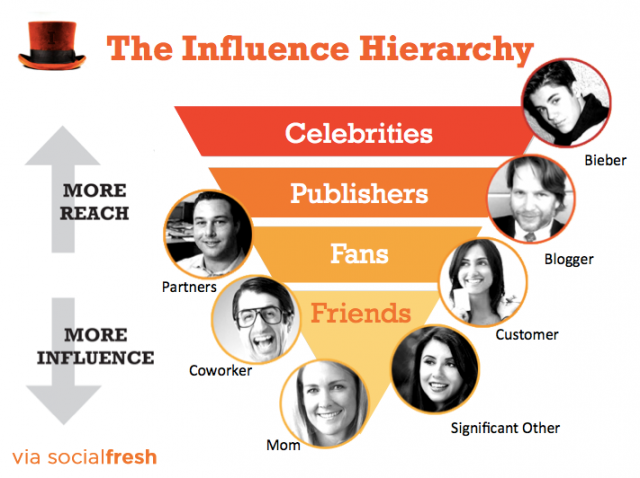 The Influence Hierarchy
Celebrities
Bieber
MORE
REACH
Publishers
Blogger
Fans
Partners
Friends
Customer
MORE
INFLUENCE
Coworker
Significant Other
Mom
via socialfresh